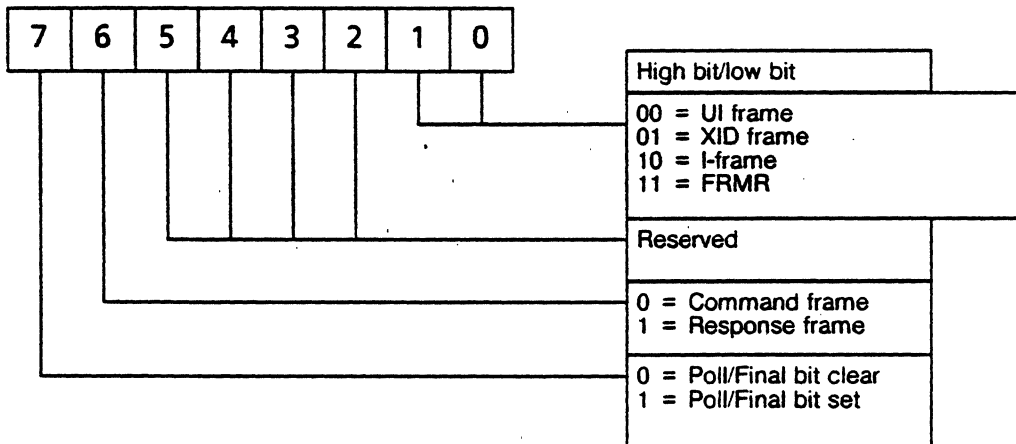 7 6 5 4 3 2 1 0
High bit/low bit
00 = UI frame
01 = XID frame
10 = I-frame
11 = FRMR
Reserved
0 = Command frame
1 = Response frame
0 = Poll/Final bit clear
1 = Poll/Final bit set